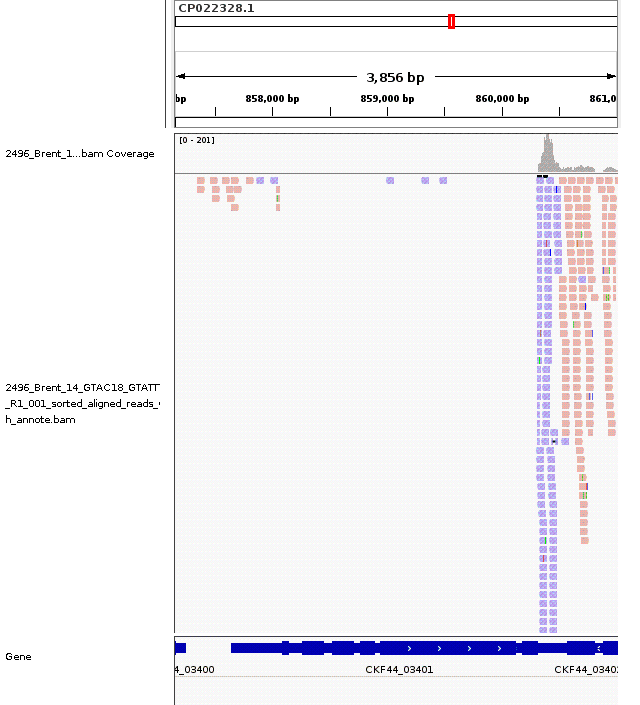 CP022328.1
3,856 bp
bp 858,000 bp 859,000 bp 860,000 bp 861,0
[0 - 201]
2496_Brent_1...bam Coverage
2496_Brent_14_GTAC18_GTATT
_R1_001_sorted_aligned_reads_
h_annote.bam
Gene
4_03400 CKF44_03401 CKF44_0340